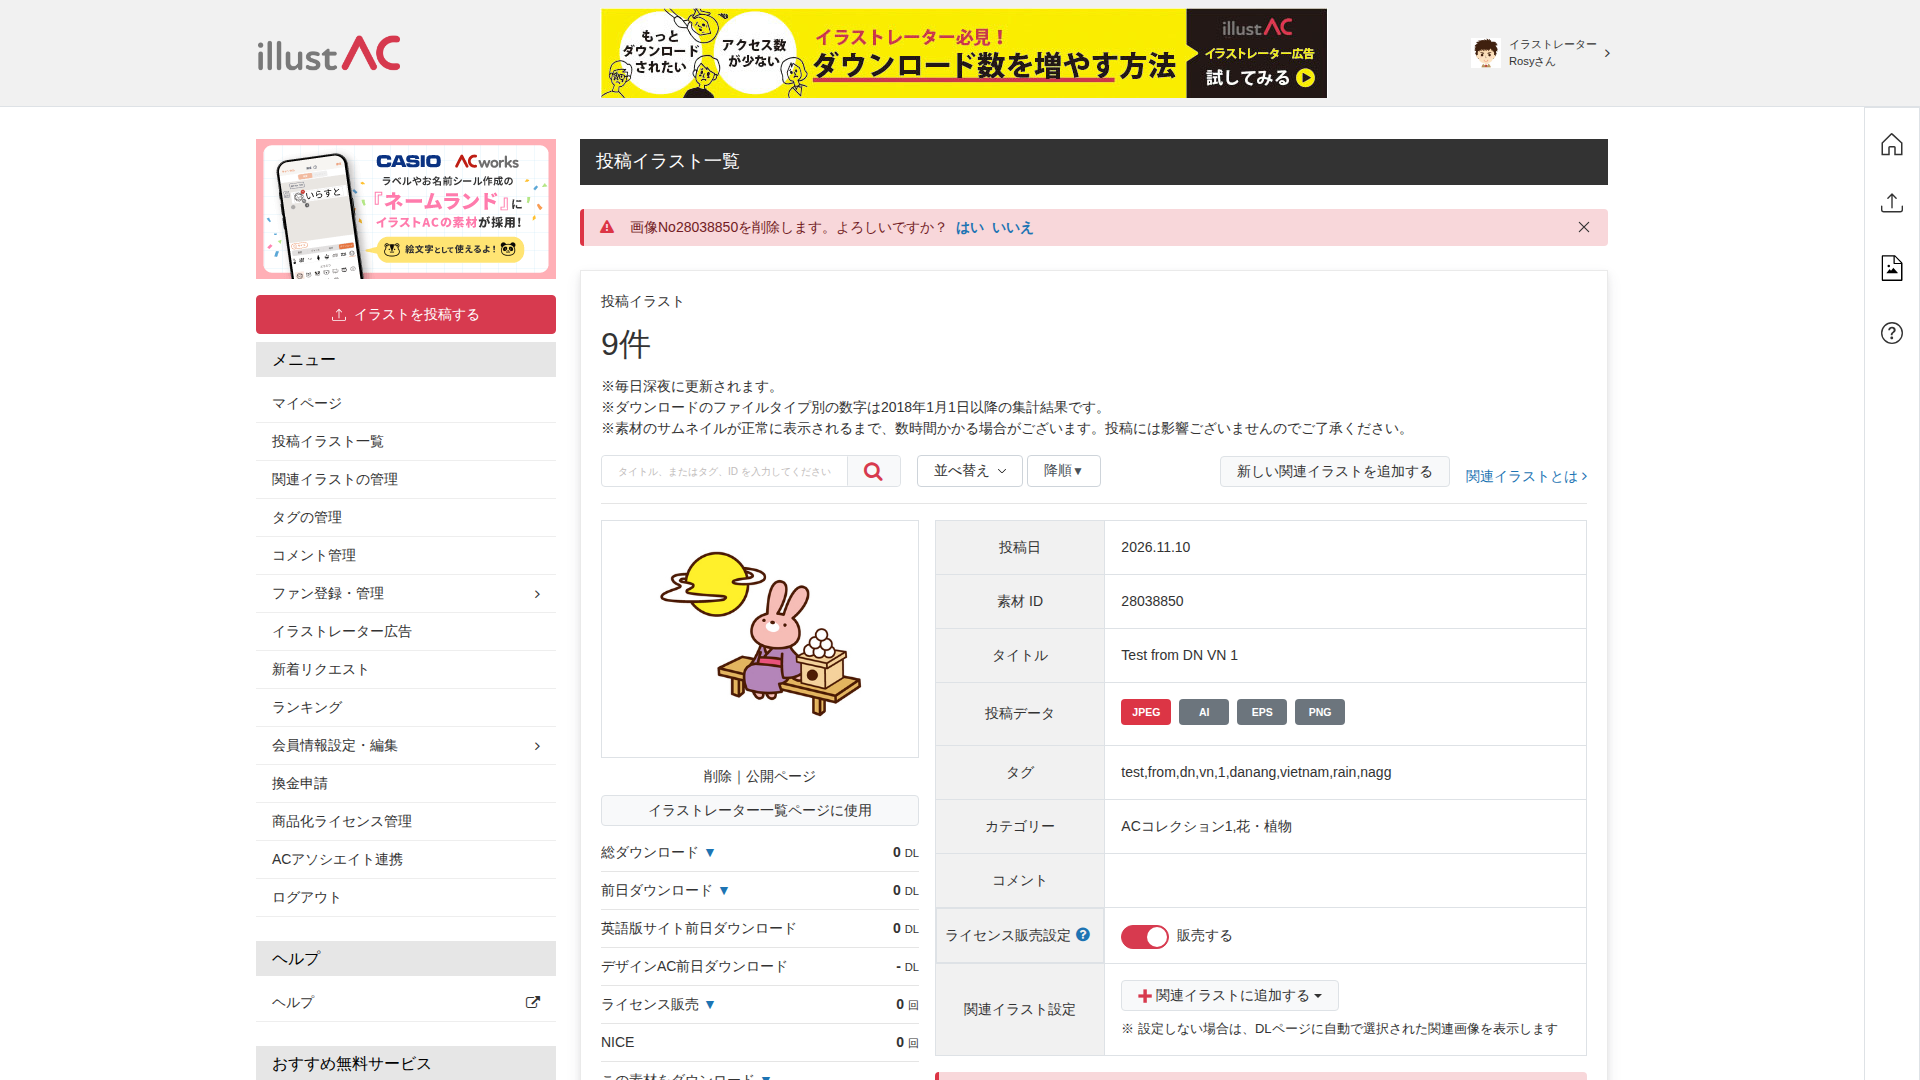 illust AC
もっと
ダウンロード
されたい
アクセス数
が少ない
イラストレーター必見！
ダウンロード数を増やす方法
illust AC
イラストレーター広告
試してみる
イラストレーター
Rosyさん
CASIO ACworks
ラベルやお名前シール作成の
『ネームランド』に
イラストACの素材が採用!
絵文字として使えるよ!
いらすと
イラストを投稿する
メニュー
マイページ
投稿イラスト一覧
関連イラストの管理
タグの管理
コメント管理
ファン登録・管理
イラストレーター広告
新着リクエスト
ランキング
会員情報設定・編集
換金申請
商品化ライセンス管理
ACアソシエイト連携
ログアウト
ヘルプ
ヘルプ
おすすめ無料サービス
投稿イラスト一覧
画像No28038850を削除します。よろしいですか？ はい いいえ
投稿イラスト
9件
※毎日深夜に更新されます。
※ダウンロードのファイルタイプ別の数字は2018年1月1日以降の集計結果です。
※素材のサムネイルが正常に表示されるまで、数時間かかる場合がございます。投稿には影響ございませんのでご了承ください。
タイトル、またはタグ、ID を入力してください
並べ替え
降順▼
新しい関連イラストを追加する
関連イラストとは
削除｜公開ページ
イラストレーター一覧ページに使用
総ダウンロード ▼ 0 DL
前日ダウンロード ▼ 0 DL
英語版サイト前日ダウンロード 0 DL
デザインAC前日ダウンロード - DL
ライセンス販売 ▼ 0 回
NICE 0 回
この素材をダウンロード ▼
投稿日 2026.11.10
素材 ID 28038850
タイトル Test from DN VN 1
投稿データ JPEG AI EPS PNG
タグ test,from,dn,vn,1,danang,vietnam,rain,nagg
カテゴリー ACコレクション1,花・植物
コメント
ライセンス販売設定 販売する
関連イラスト設定 関連イラストに追加する
※ 設定しない場合は、DLページに自動で選択された関連画像を表示します